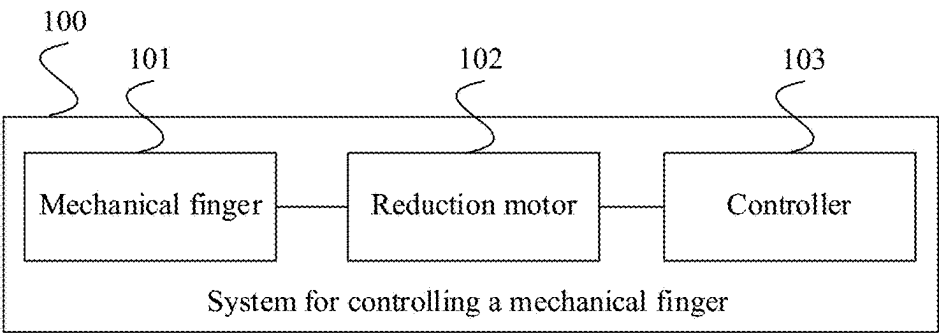 100
101 102 103
Mechanical finger Reduction motor Controller
System for controlling a mechanical finger